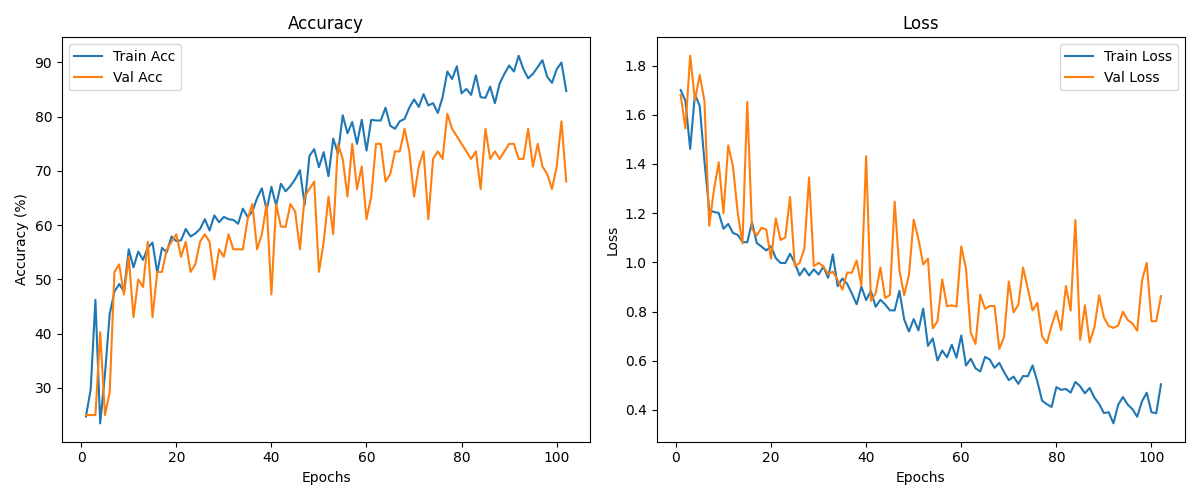 Accuracy
Train Acc
Val Acc
Accuracy (%)
90
80
70
60
50
40
30
0 20 40 60 80 100
Epochs
Loss
Train Loss
Val Loss
Loss
1.8
1.6
1.4
1.2
1.0
0.8
0.6
0.4
0 20 40 60 80 100
Epochs